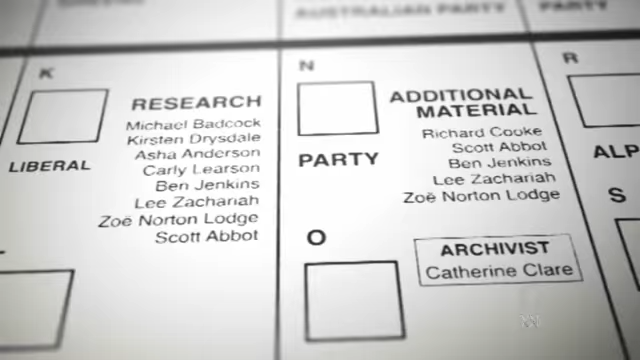 AUSTRALIAN PARTY
PARTY
K
RESEARCH
Michael Badcock
Kirsten Drysdale
Asha Anderson
Carly Learson
Ben Jenkins
Lee Zachariah
Zoë Norton Lodge
Scott Abbot
LIBERAL
N
ADDITIONAL
MATERIAL
Richard Cooke
Scott Abbot
Ben Jenkins
Lee Zachariah
Zoë Norton Lodge
PARTY
O
ARCHIVIST
Catherine Clare
R
ALP
S